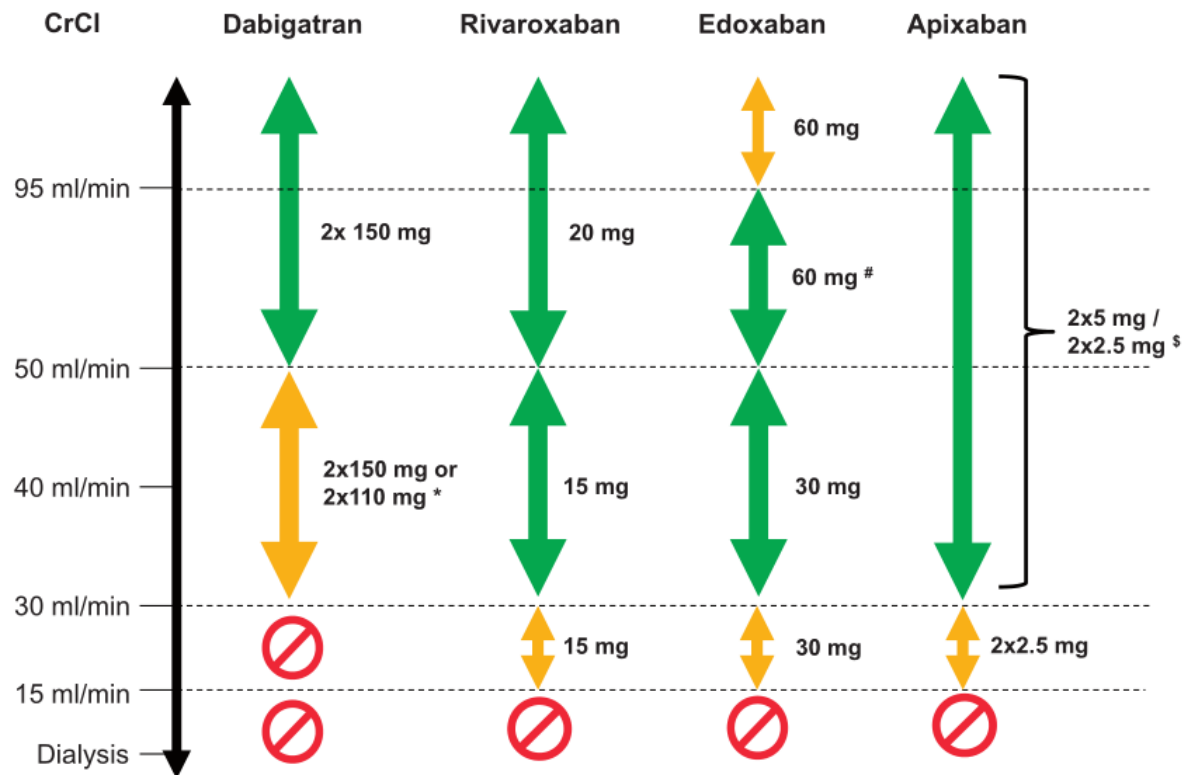 CrCl Dabigatran Rivaroxaban Edoxaban Apixaban
60 mg
95 ml/min
2x 150 mg 20 mg
60 mg #
2x5 mg /
2x2.5 mg $
50 ml/min
2x150 mg or
2x110 mg *
40 ml/min 15 mg 30 mg
30 ml/min
15 mg 30 mg 2x2.5 mg
15 ml/min
Dialysis